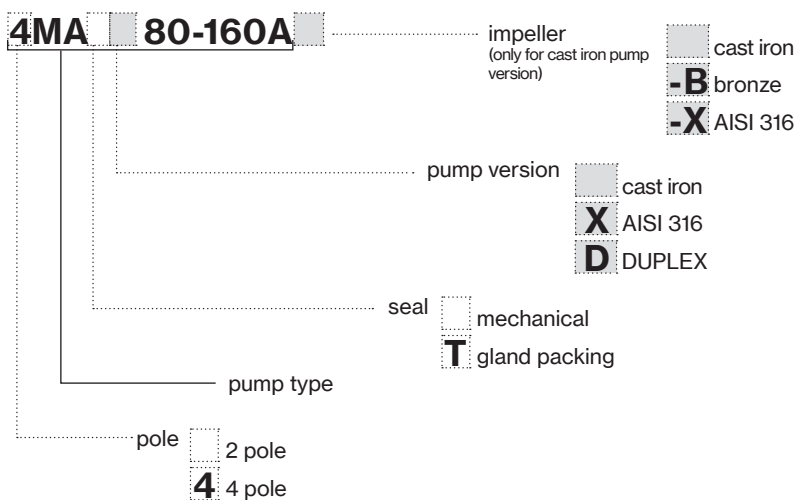 4MA 80-160A
impeller
(only for cast iron pump
version)
cast iron
-B bronze
-X AISI 316
pump version
cast iron
X AISI 316
D DUPLEX
seal
mechanical
T gland packing
pump type
pole
2 pole
4 4 pole